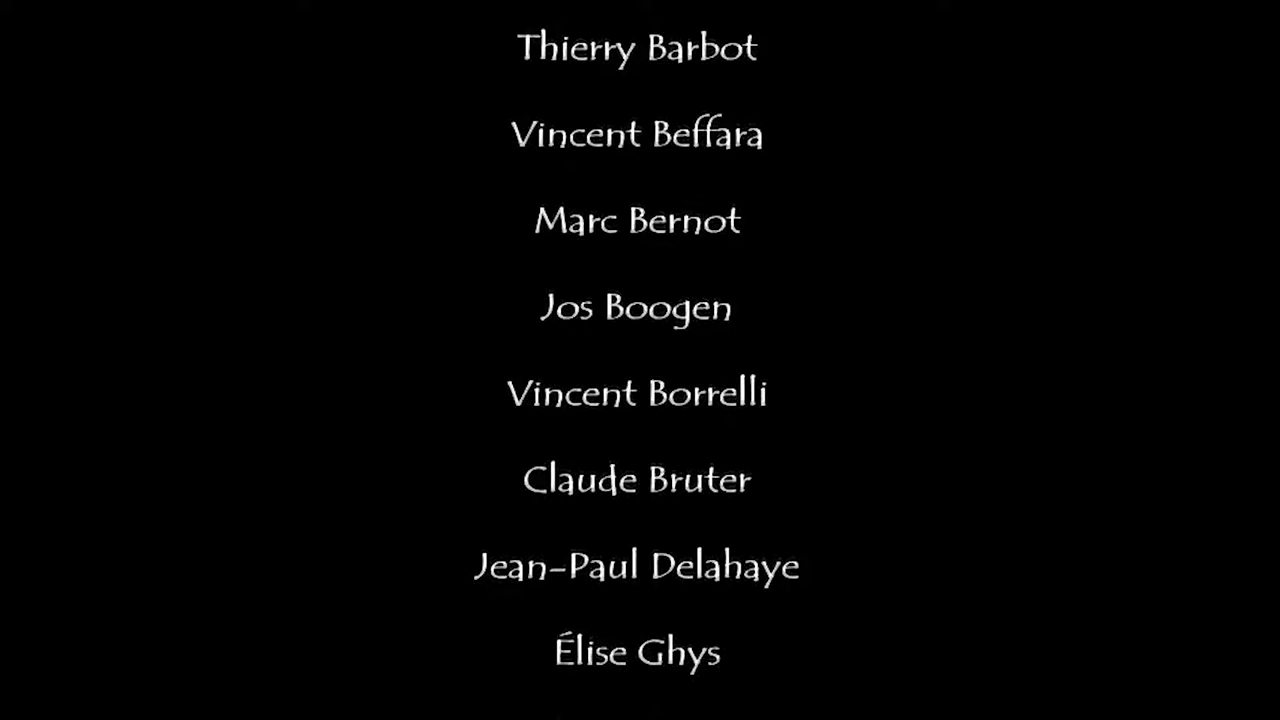 Thierry Barbot
Vincent Beffara
Marc Bernot
Jos Boogen
Vincent Borrelli
Claude Bruter
Jean-Paul Delahaye
Élise Ghys